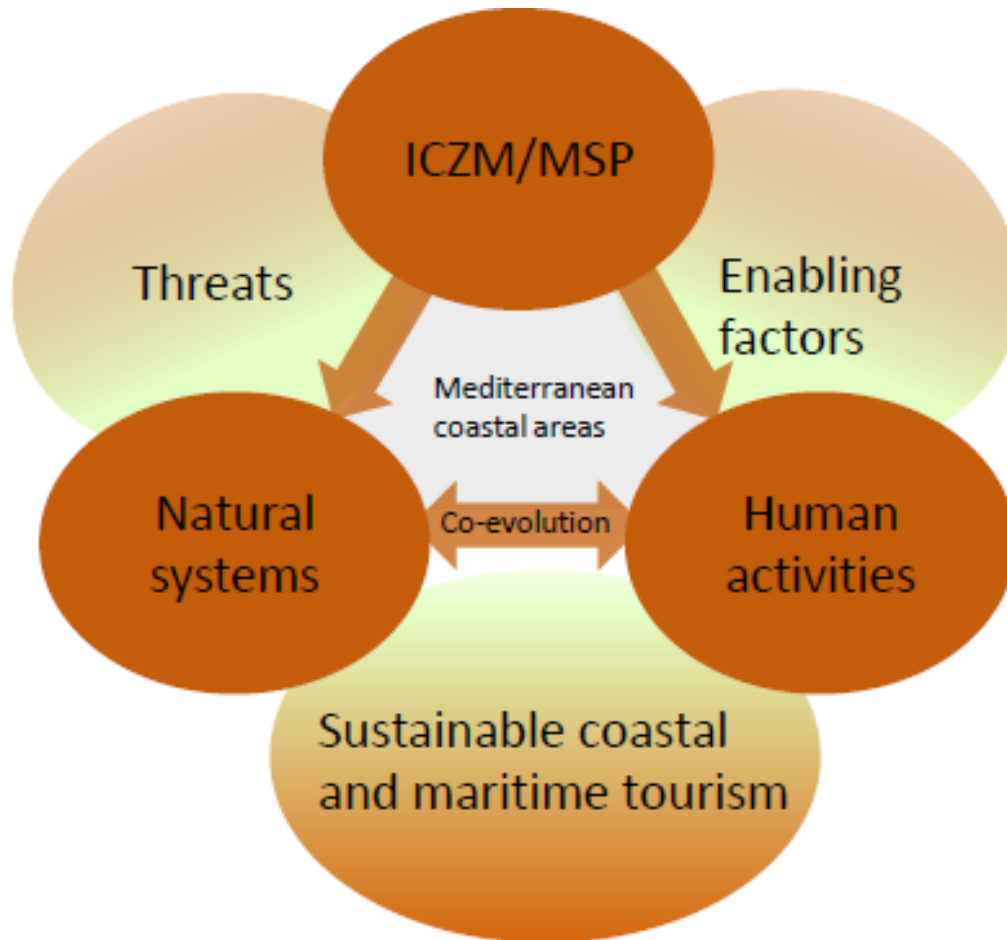 ICZM/MSP
Threats
Enabling
factors
Mediterranean
coastal areas
Natural
systems
Co-evolution
Human
activities
Sustainable coastal
and maritime tourism